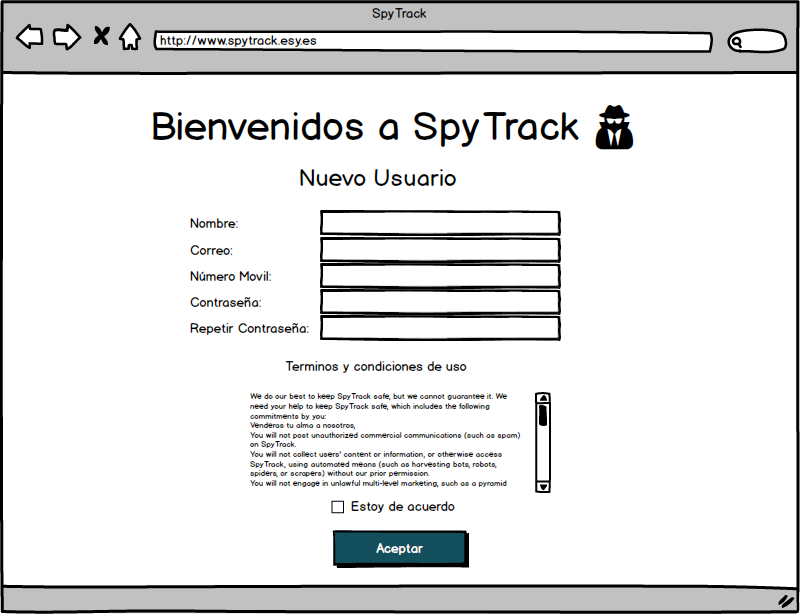 SpyTrack
http://www.spytrack.esy.es
Bienvenidos a SpyTrack
Nuevo Usuario
Nombre:
Correo:
Número Movil:
Contraseña:
Repetir Contraseña:
Terminos y condiciones de uso
We do our best to keep SpyTrack safe, but we cannot guarantee it. We
need your help to keep SpyTrack safe, which includes the following
commitments by you:
Venderas tu alma a nosotros,
You will not post unauthorized commercial communications (such as spam)
on SpyTrack.
You will not collect users' content or information, or otherwise access
SpyTrack, using automated means (such as harvesting bots, robots,
spiders, or scrapers) without our prior permission.
You will not engage in unlawful multi-level marketing, such as a pyramid
Estoy de acuerdo
Aceptar